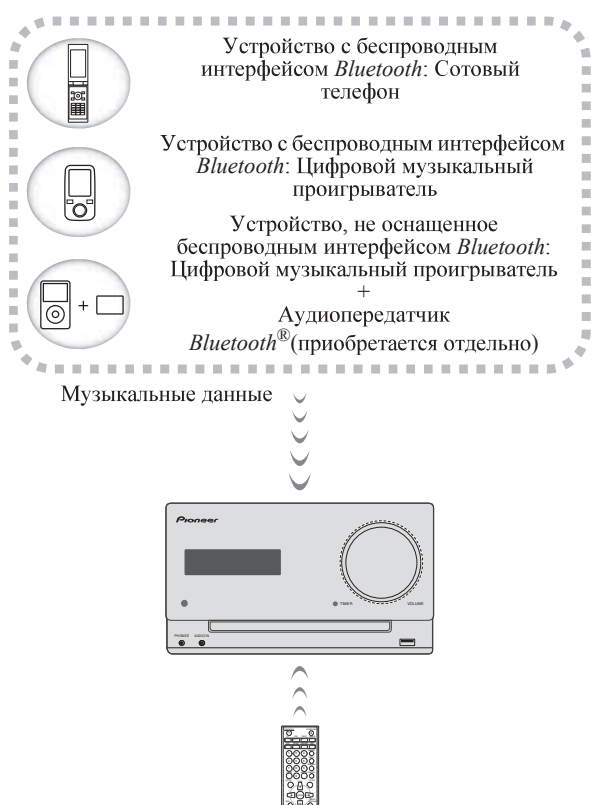 Устройство с беспроводным
интерфейсом Bluetooth: Сотовый
телефон
Устройство с беспроводным интерфейсом
Bluetooth: Цифровой музыкальный
проигрыватель
Устройство, не оснащенное
беспроводным интерфейсом Bluetooth:
Цифровой музыкальный проигрыватель
+
+
Аудиопередатчик
Bluetooth®(приобретается отдельно)
Музыкальные данные
Pioneer
TIMER
VOLUME
PHONES AUDIO IN